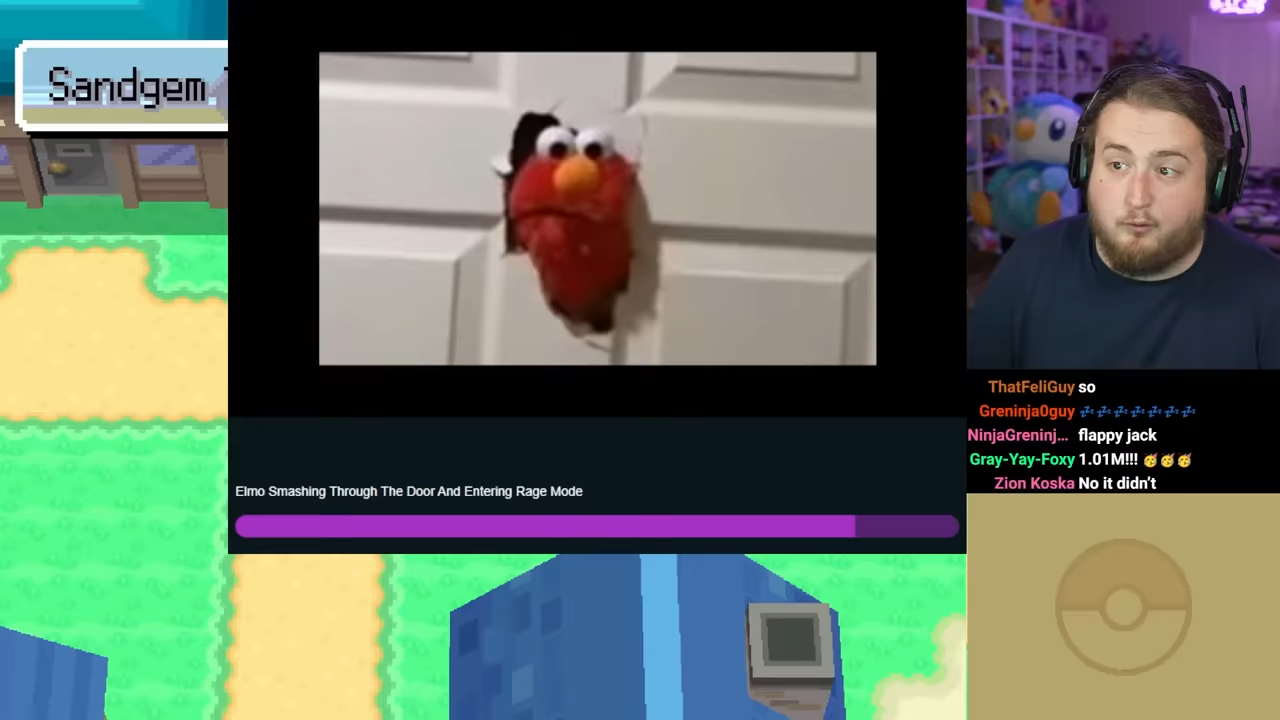 Sandgem
Elmo Smashing Through The Door And Entering Rage Mode
ThatFeliGuy so
Greninja0guy 💤💤💤💤💤💤💤
NinjaGreninj… flappy jack
Gray-Yay-Foxy 1.01M!!! 🥳🥳🥳
Zion Koska No it didn't